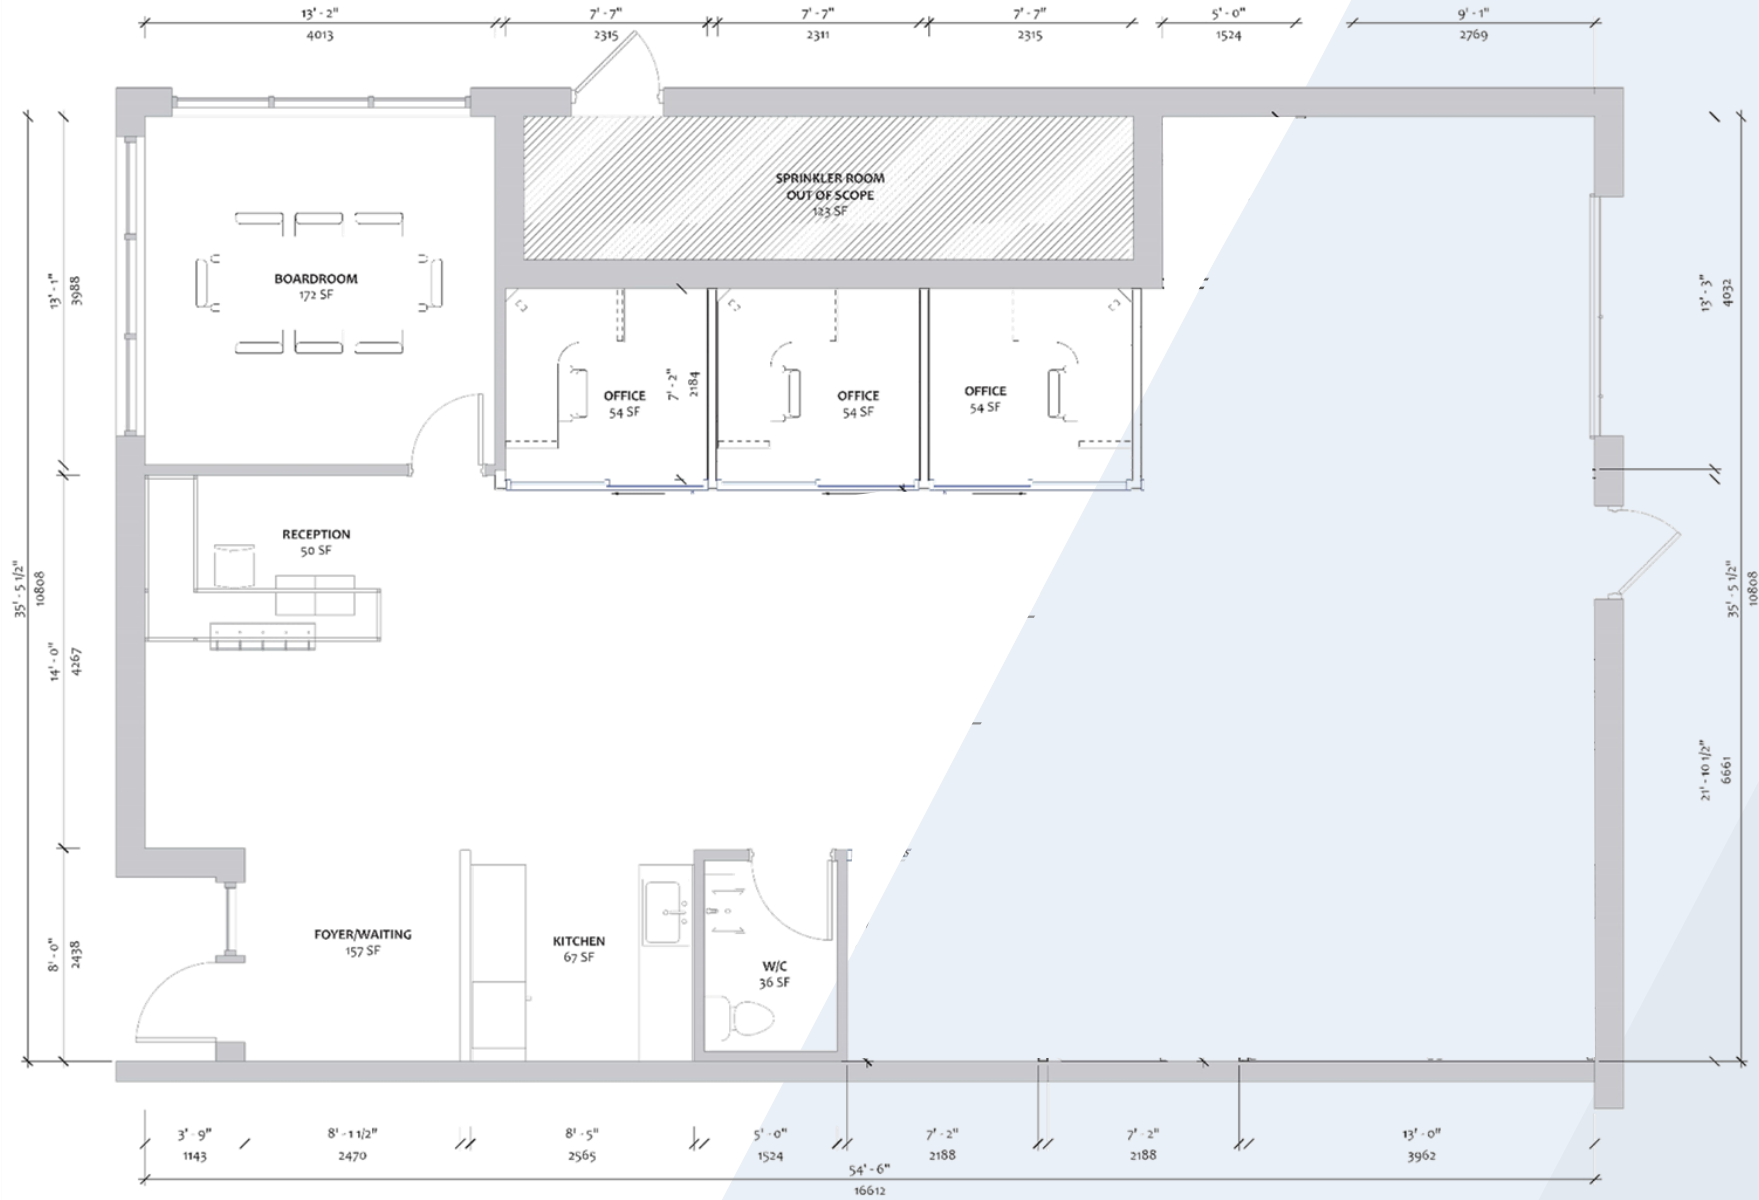 13' - 2"
4013
7' - 7"
2315
7' - 7"
2311
7' - 7"
2315
5' - 0"
1524
9' - 1"
2769
35' - 5 1/2"
10808
13' - 1"
3988
14' - 0"
4267
8' - 0"
2438
BOARDROOM
172 SF
SPRINKLER ROOM
OUT OF SCOPE
123 SF
OFFICE
54 SF
7' - 2"
2184
OFFICE
54 SF
OFFICE
54 SF
RECEPTION
50 SF
FOYER/WAITING
157 SF
KITCHEN
67 SF
W/C
36 SF
13' - 3"
4032
21' - 10 1/2"
6661
35' - 5 1/2"
10808
3' - 9"
1143
8' - 1 1/2"
2470
8' - 5"
2565
5' - 0"
1524
7' - 2"
2188
7' - 2"
2188
13' - 0"
3962
54' - 6"
16612